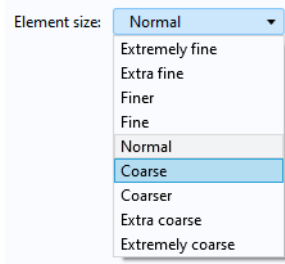 Element size: Normal
Extremely fine
Extra fine
Finer
Fine
Normal
Coarse
Coarser
Extra coarse
Extremely coarse